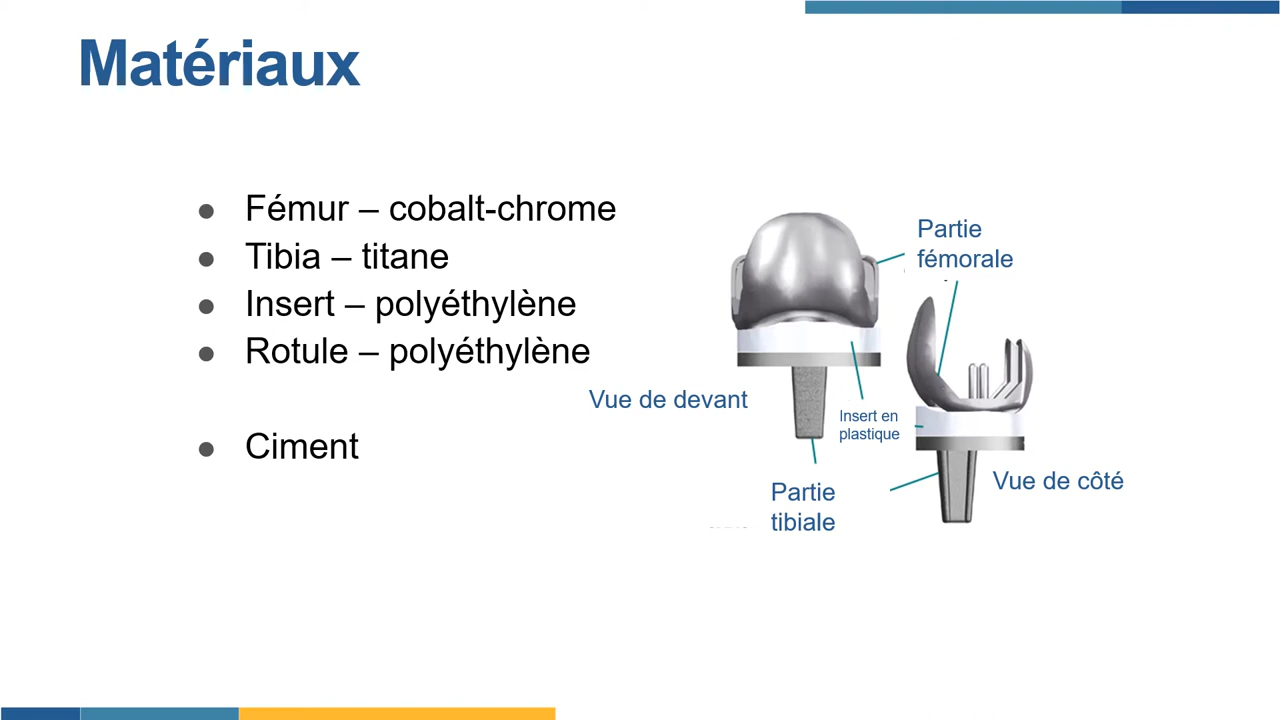 Matériaux
● Fémur – cobalt-chrome
● Tibia – titane
● Insert – polyéthylène
● Rotule – polyéthylène
● Ciment
Partie
fémorale
Vue de devant
Insert en
plastique
Partie
tibiale
Vue de côté